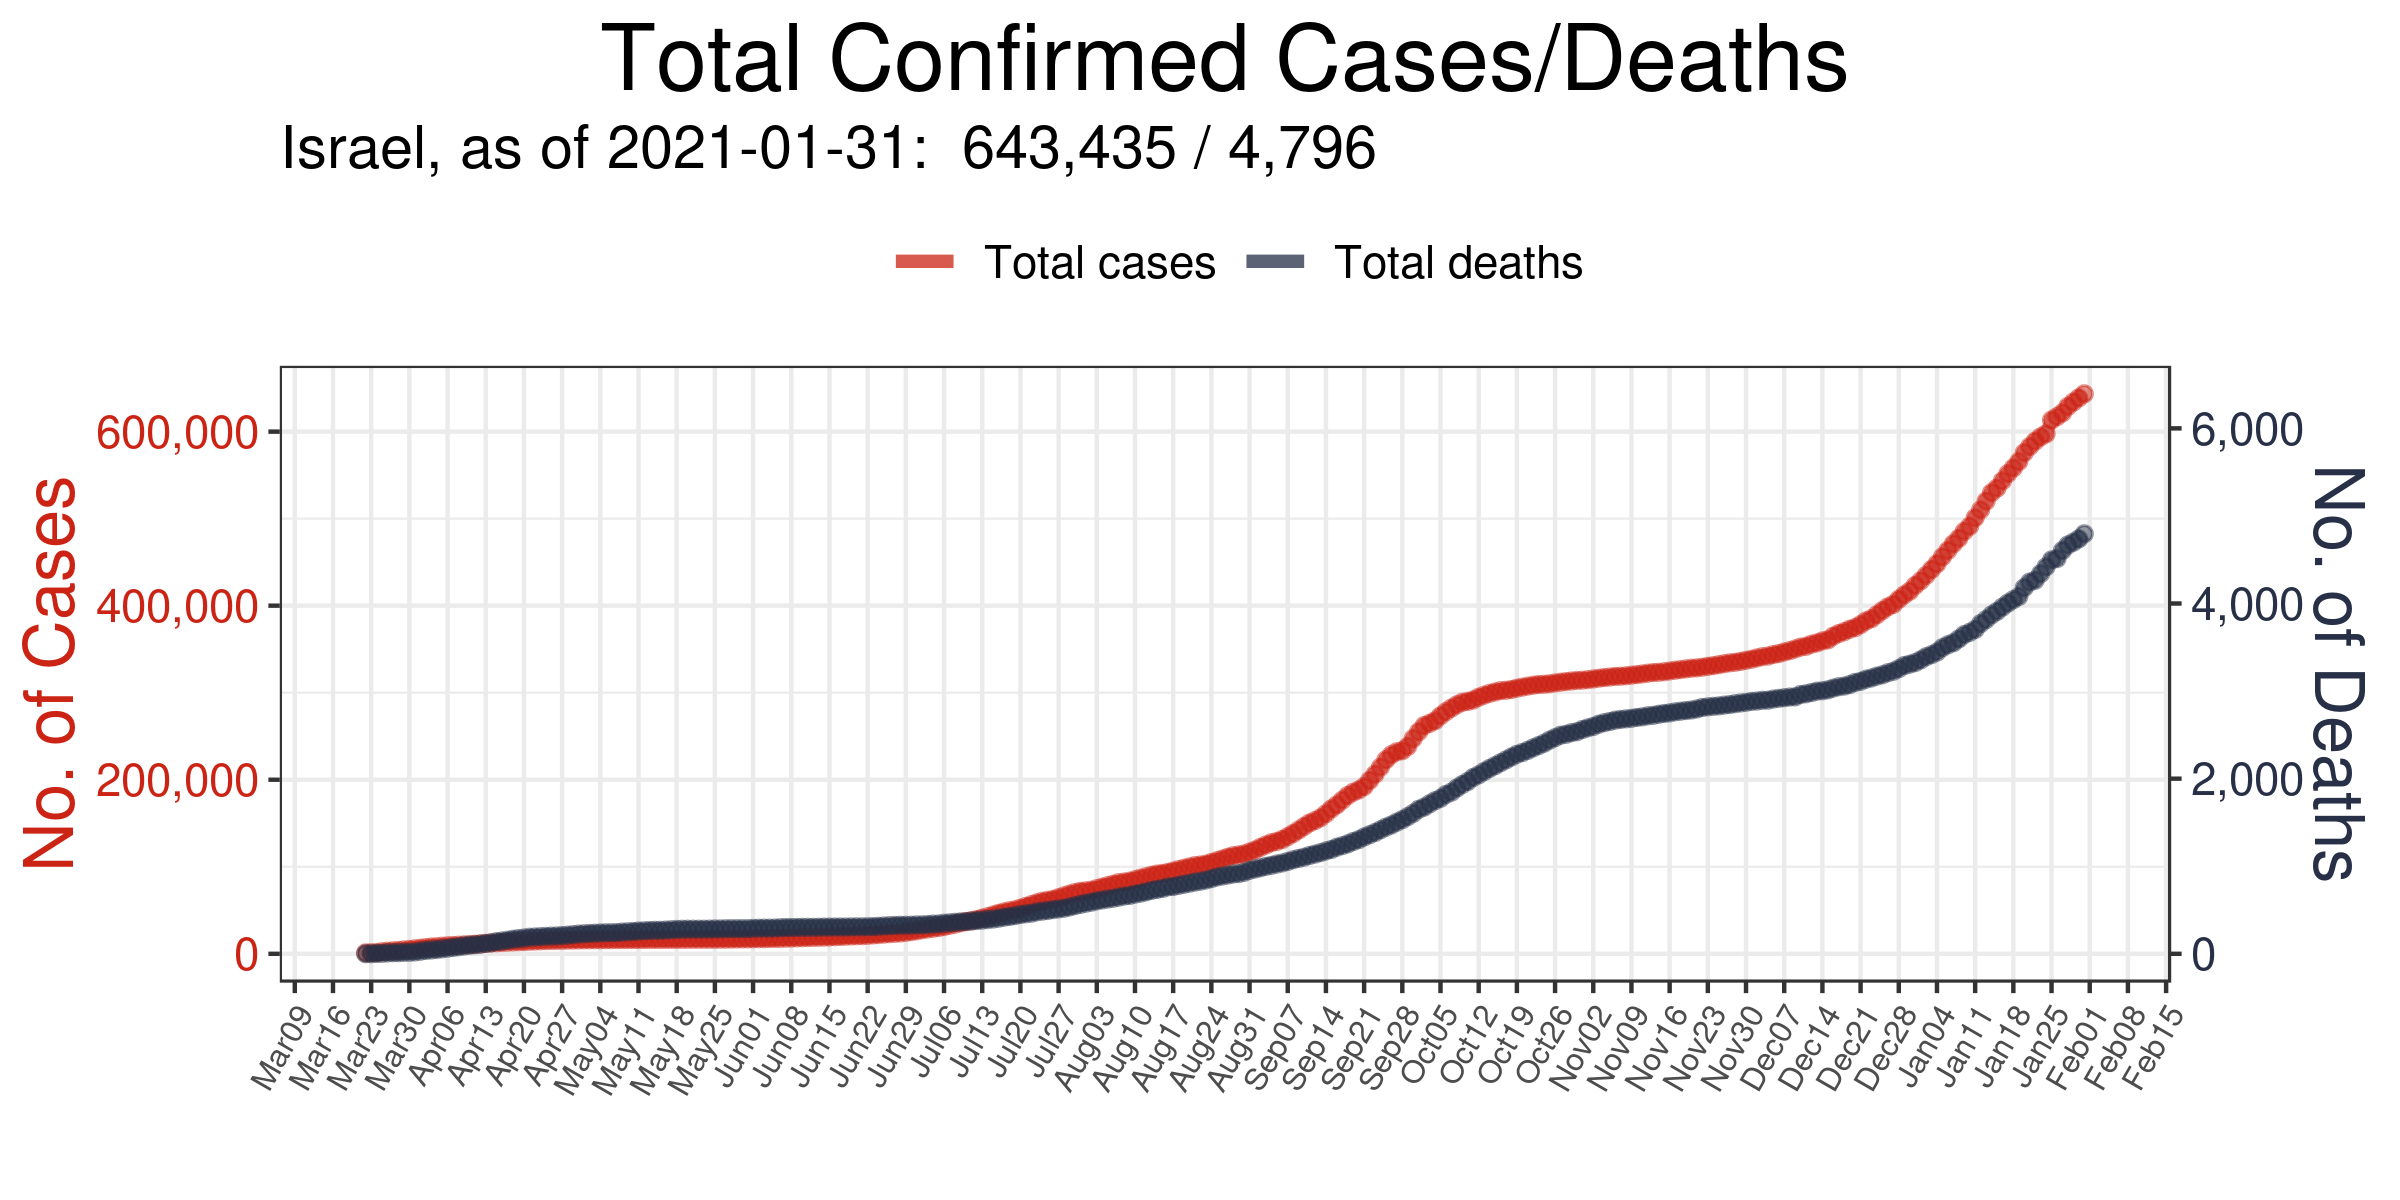 Total Confirmed Cases/Deaths
Israel, as of 2021-01-31:  643,435 / 4,796
Total cases
Total deaths
No. of Cases
600,000
400,000
200,000
0
6,000
4,000
2,000
0
No. of Deaths
Mar09
Mar16
Mar23
Mar30
Apr06
Apr13
Apr20
Apr27
May04
May11
May18
May25
Jun01
Jun08
Jun15
Jun22
Jun29
Jul06
Jul13
Jul20
Jul27
Aug03
Aug10
Aug17
Aug24
Aug31
Sep07
Sep14
Sep21
Sep28
Oct05
Oct12
Oct19
Oct26
Nov02
Nov09
Nov16
Nov23
Nov30
Dec07
Dec14
Dec21
Dec28
Jan04
Jan11
Jan18
Jan25
Feb01
Feb08
Feb15